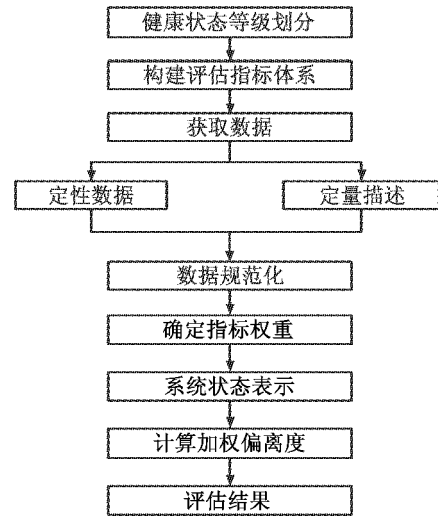 健康状态等级划分
构建评估指标体系
获取数据
定性数据
定量描述
数据规范化
确定指标权重
系统状态表示
计算加权偏离度
评估结果